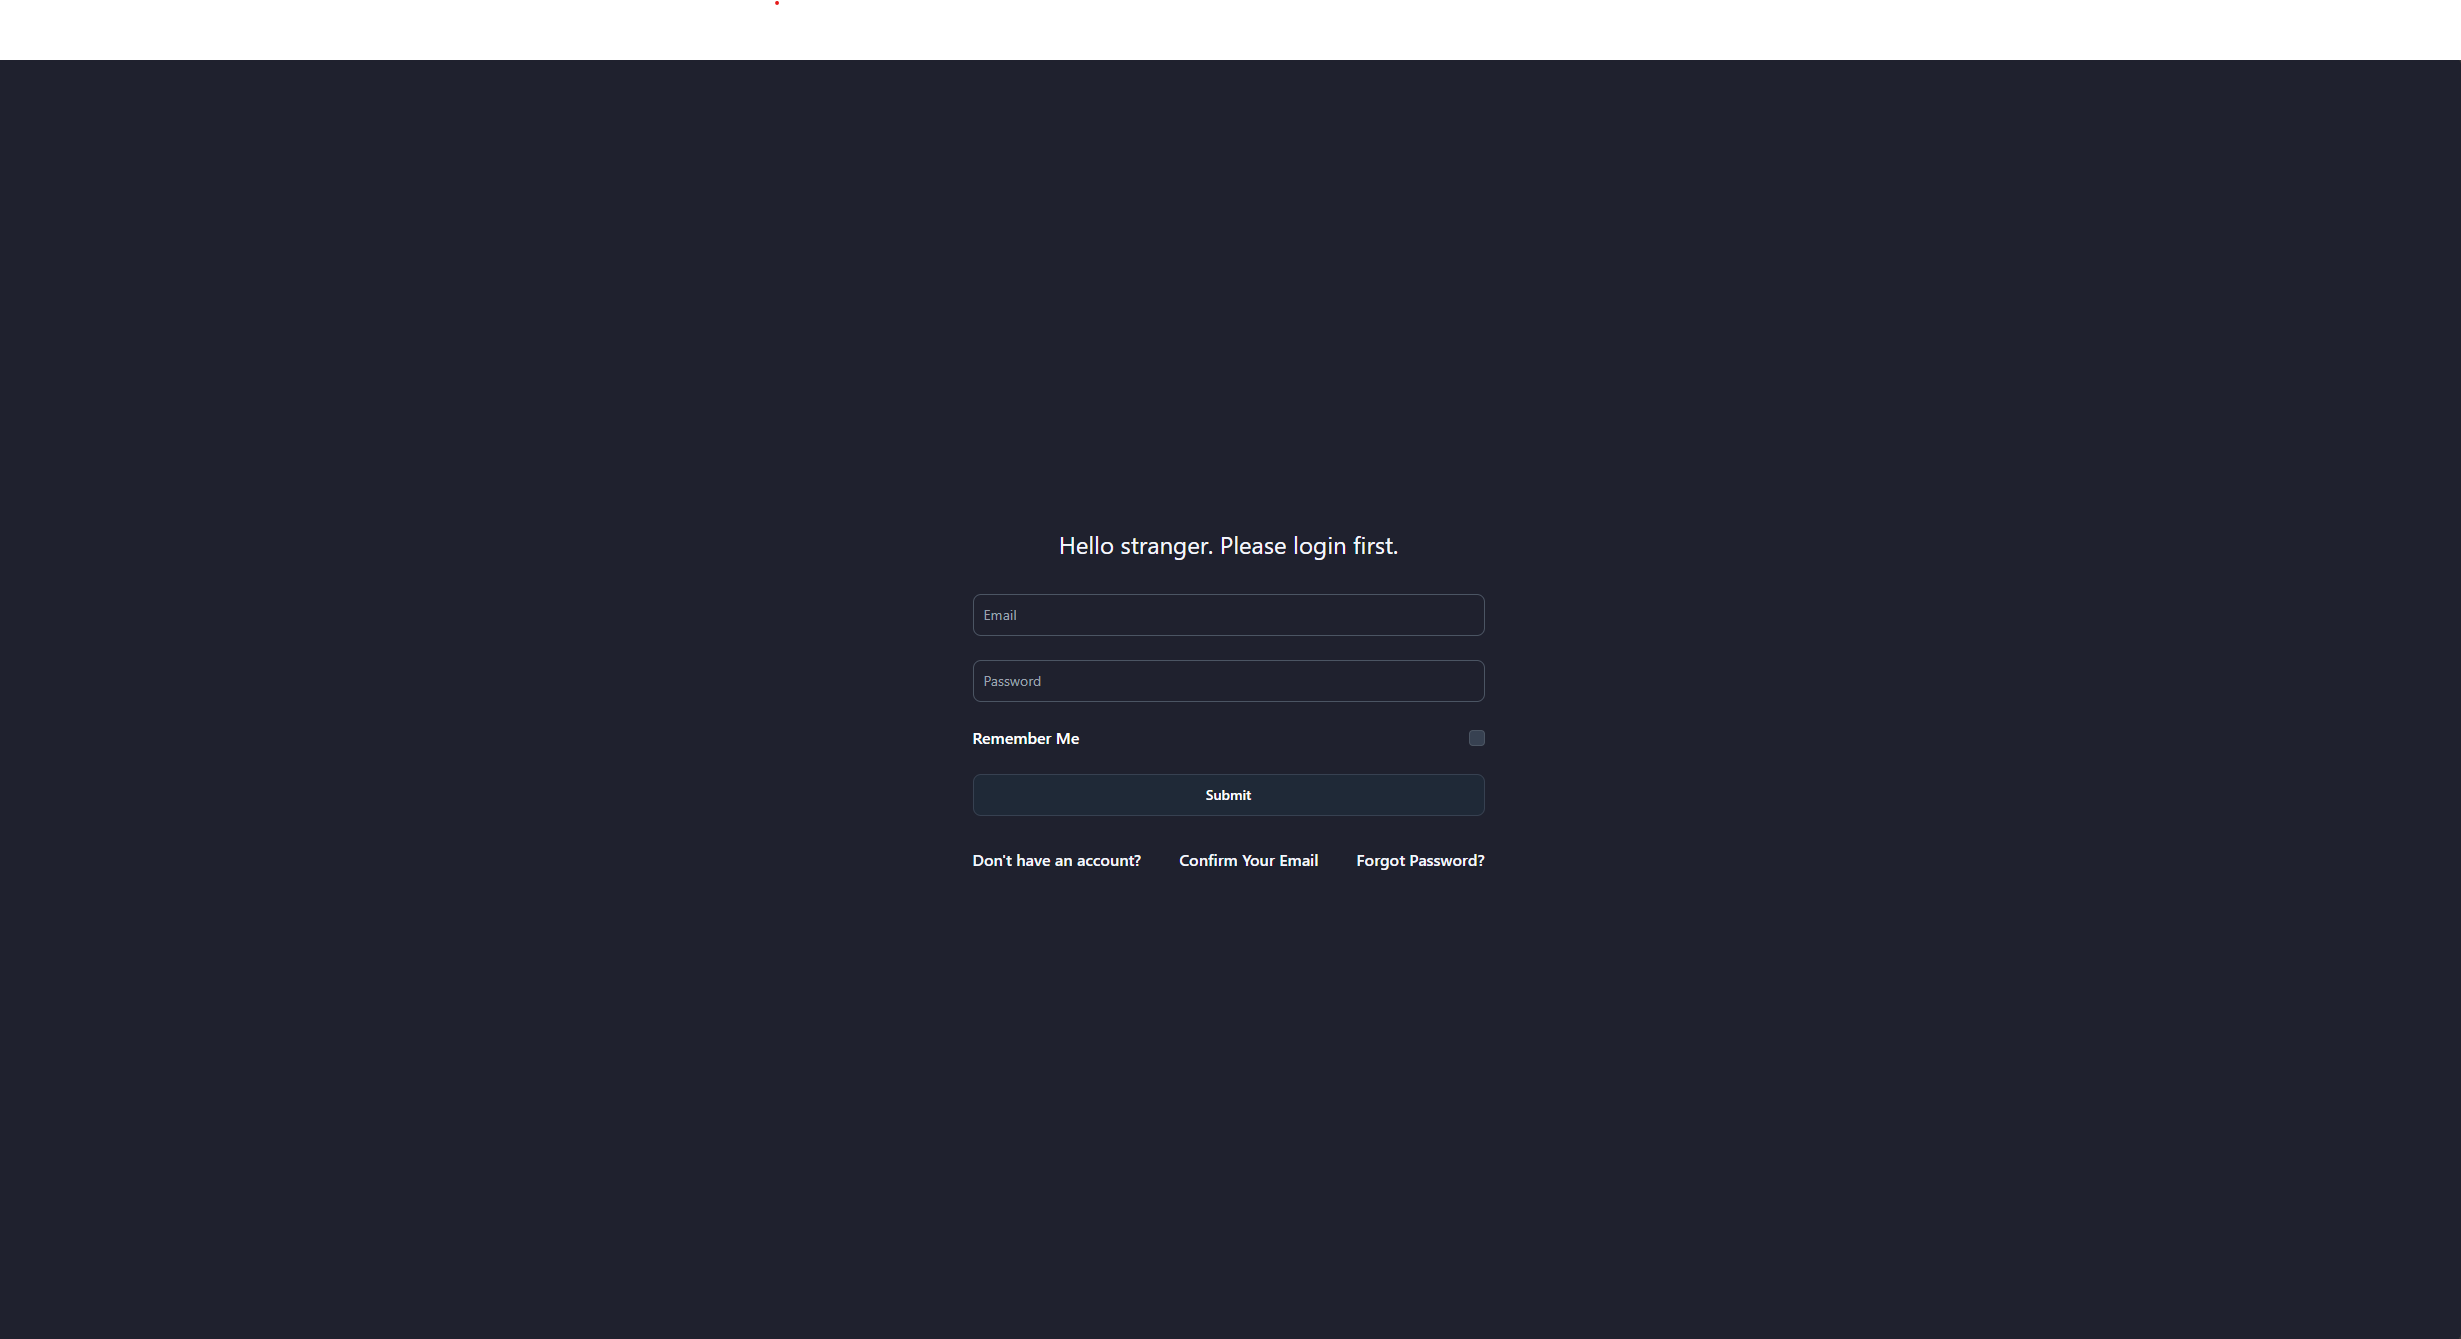 Hello stranger. Please login first.
Email
Password
Remember Me
Submit
Don't have an account? Confirm Your Email Forgot Password?